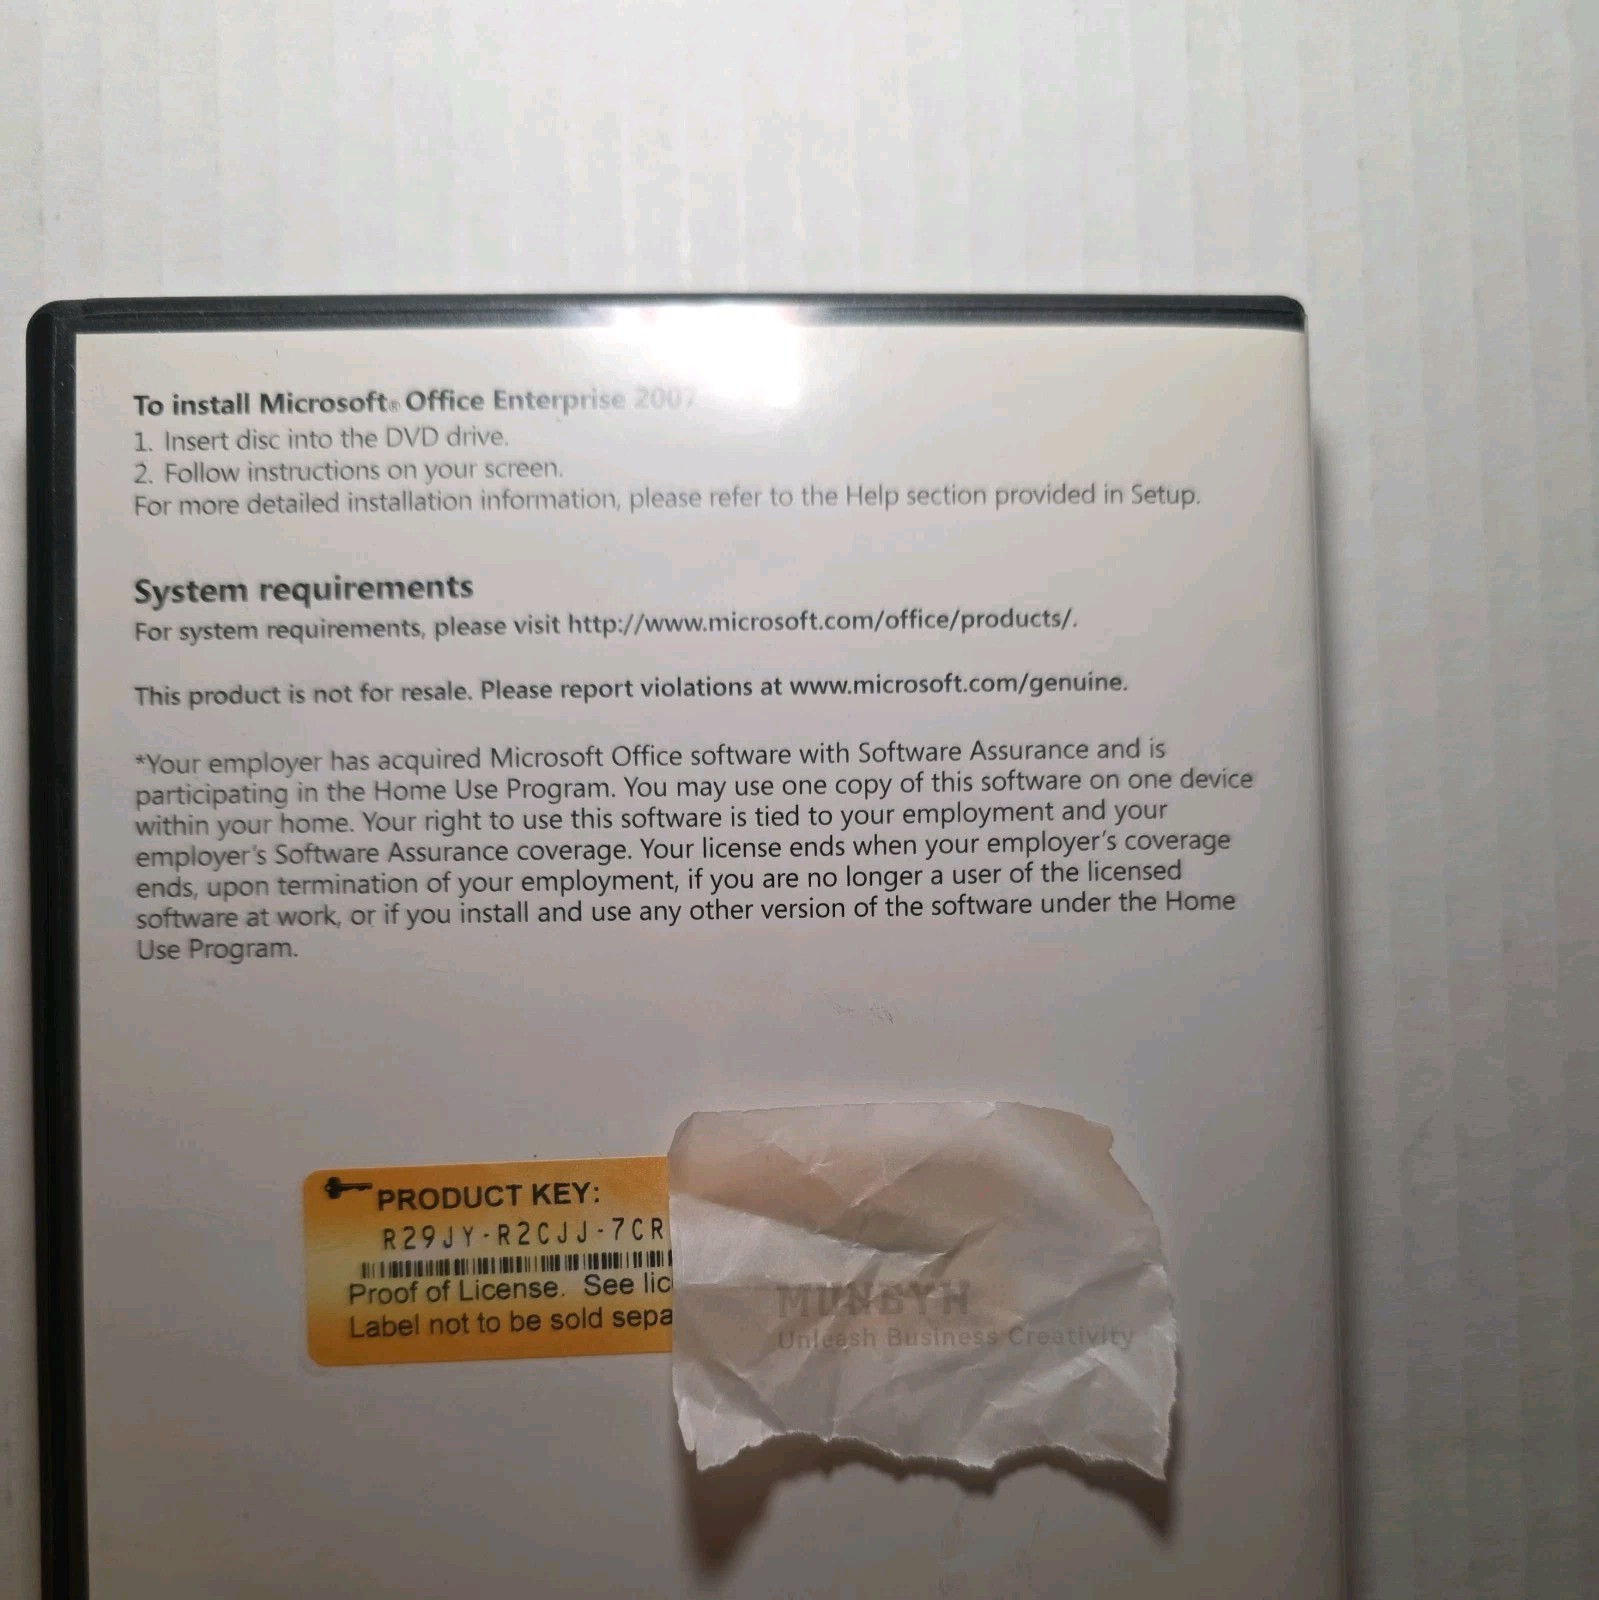 To install Microsoft® Office Enterprise 2007
1. Insert disc into the DVD drive.
2. Follow instructions on your screen.
For more detailed installation information, please refer to the Help section provided in Setup.
System requirements
For system requirements, please visit http://www.microsoft.com/office/products/.
This product is not for resale. Please report violations at www.microsoft.com/genuine.
*Your employer has acquired Microsoft Office software with Software Assurance and is
participating in the Home Use Program. You may use one copy of this software on one device
within your home. Your right to use this software is tied to your employment and your
employer's Software Assurance coverage. Your license ends when your employer's coverage
ends, upon termination of your employment, if you are no longer a user of the licensed
software at work, or if you install and use any other version of the software under the Home
Use Program.
PRODUCT KEY:
R29JY-R2CJJ-7CR
Proof of License. See lic
Label not to be sold sepa
MUNBYN
Unleash Business Creativity